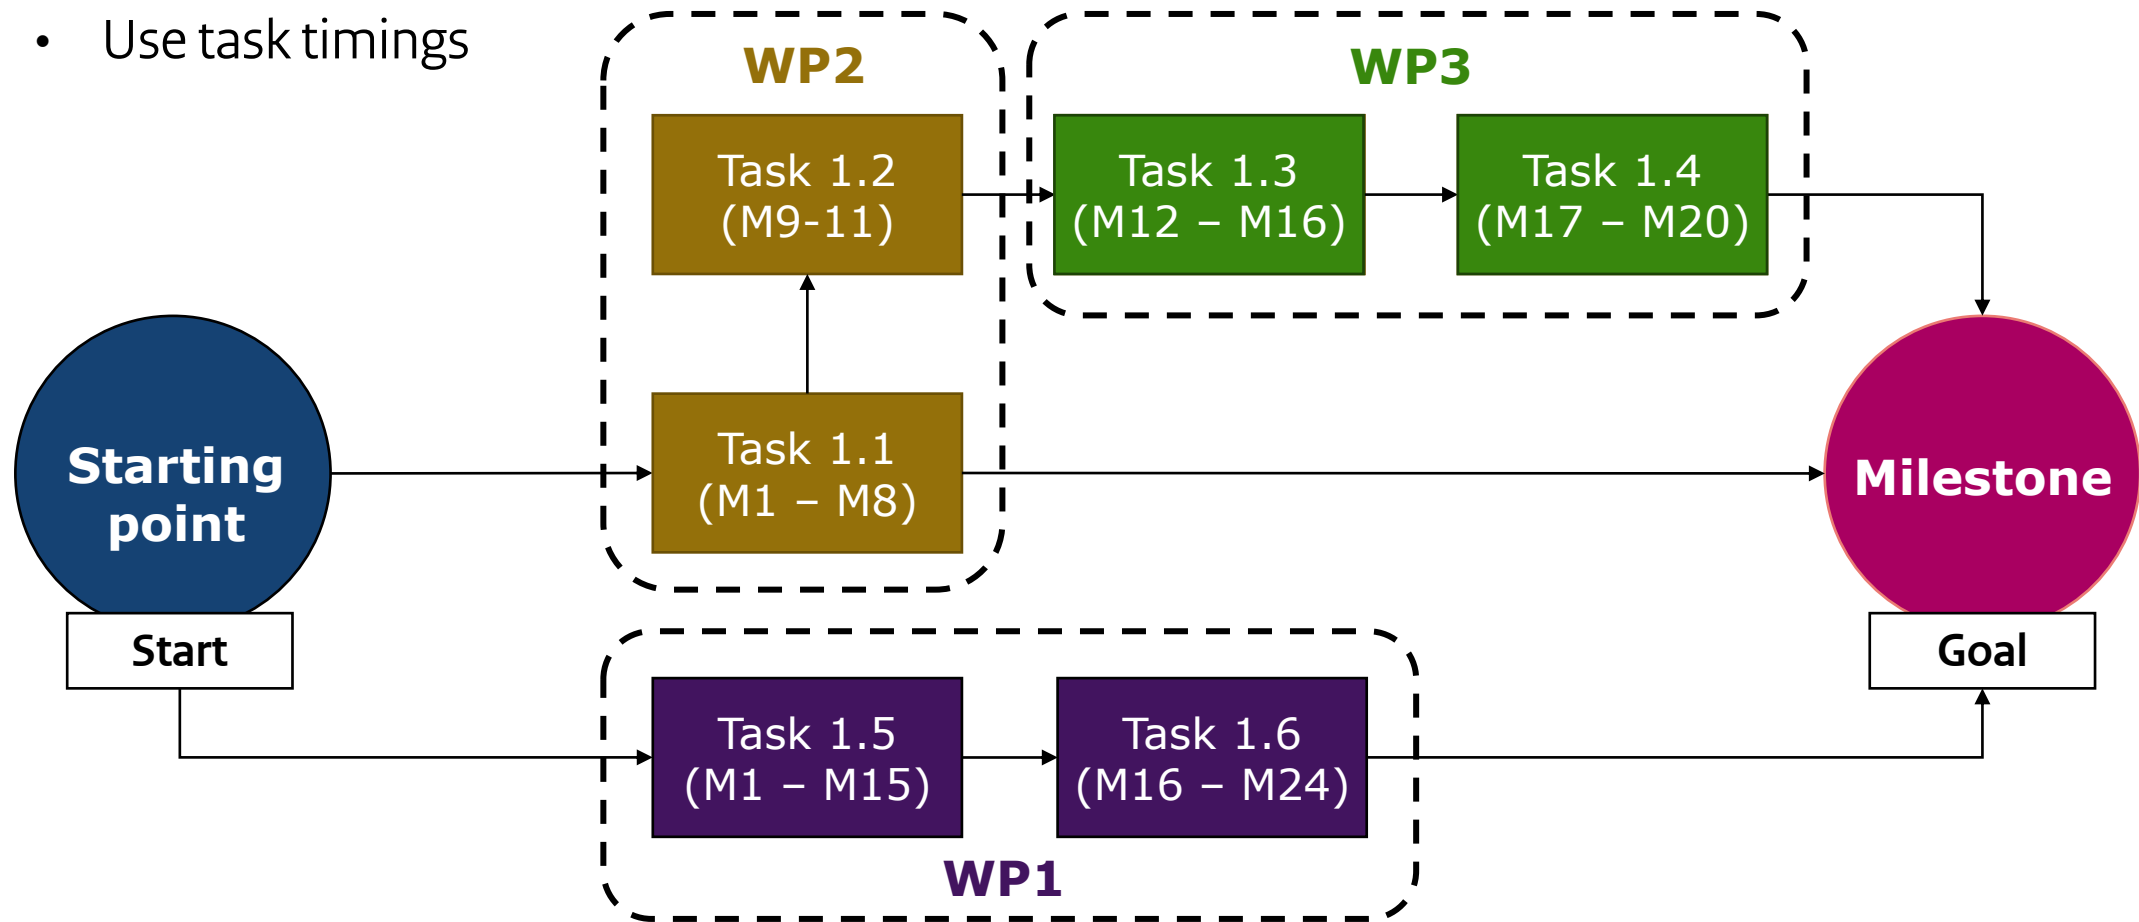 • Use task timings
WP2
WP3
Task 1.2
(M9-11)
Task 1.3
(M12 – M16)
Task 1.4
(M17 – M20)
Starting
point
Task 1.1
(M1 – M8)
Milestone
Start
Goal
Task 1.5
(M1 – M15)
Task 1.6
(M16 – M24)
WP1